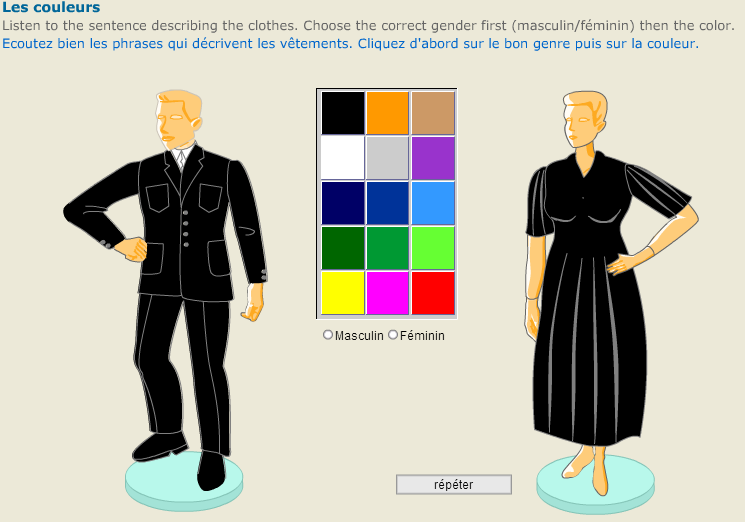 Les couleurs
Listen to the sentence describing the clothes. Choose the correct gender first (masculin/féminin) then the color.
Ecoutez bien les phrases qui décrivent les vêtements. Cliquez d'abord sur le bon genre puis sur la couleur.
Masculin Féminin
répéter